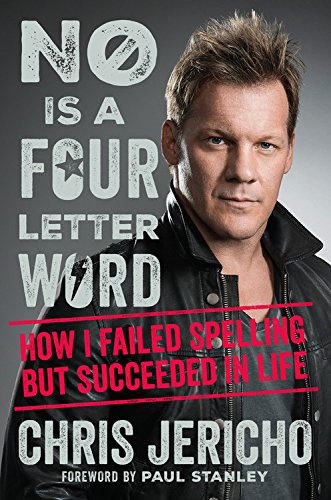 NO
IS A
FOUR
LETTER
WORD
HOW I FAILED SPELLING
BUT SUCCEEDED IN LIFE
CHRIS JERICHO
FOREWORD BY PAUL STANLEY